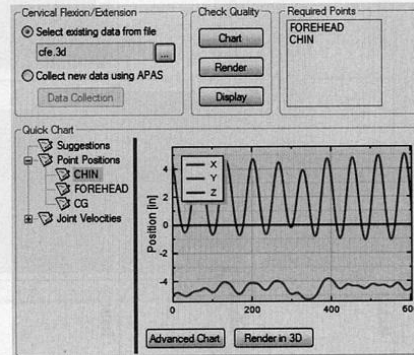 Cervical Flexion/Extension
Select existing data from file
cfe.3d
...
Collect new data using APAS
Data Collection
Check Quality
Chart
Render
Display
Required Points
FOREHEAD
CHIN
Quick Chart
Suggestions
Point Positions
CHIN
FOREHEAD
CG
Joint Velocities
X
Y
Z
Position [in]
4
2
0
-2
-4
0
200
400
600
Advanced Chart
Render in 3D